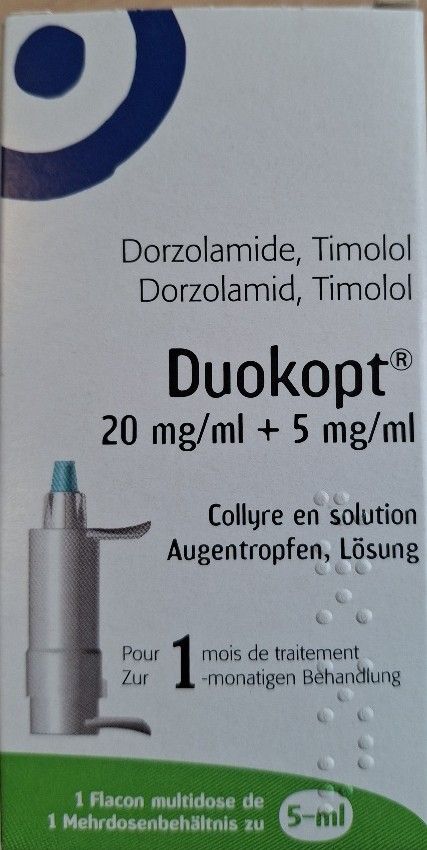 Dorzolamide, Timolol
Dorzolamid, Timolol
Duokopt®
20 mg/ml + 5 mg/ml
Collyre en solution
Augentropfen, Lösung
Pour 1 mois de traitement
Zur 1-monatigen Behandlung
1 Flacon multidose de
1 Mehrdosenbehältnis zu 5-ml